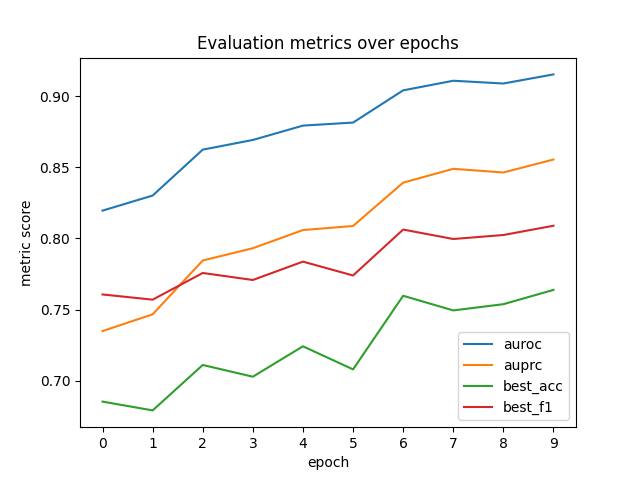 Evaluation metrics over epochs
metric score
0.90
0.85
0.80
0.75
0.70
auroc
auprc
best_acc
best_f1
0 1 2 3 4 5 6 7 8 9
epoch